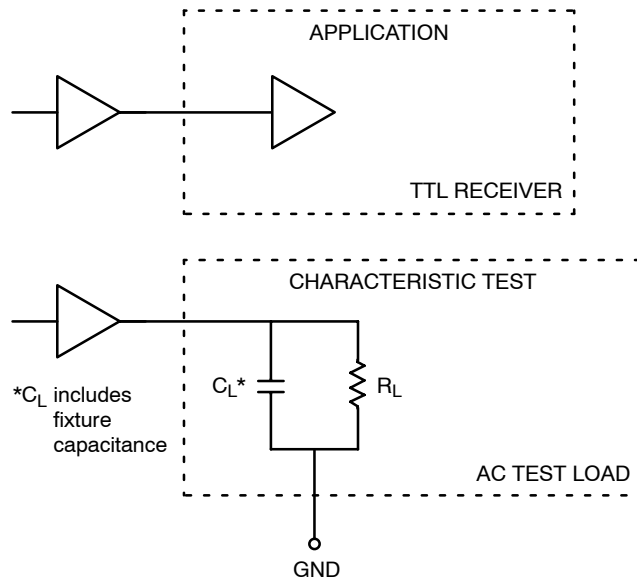 APPLICATION
TTL RECEIVER
CHARACTERISTIC TEST
*CL includes
fixture
capacitance
CL*
RL
AC TEST LOAD
GND